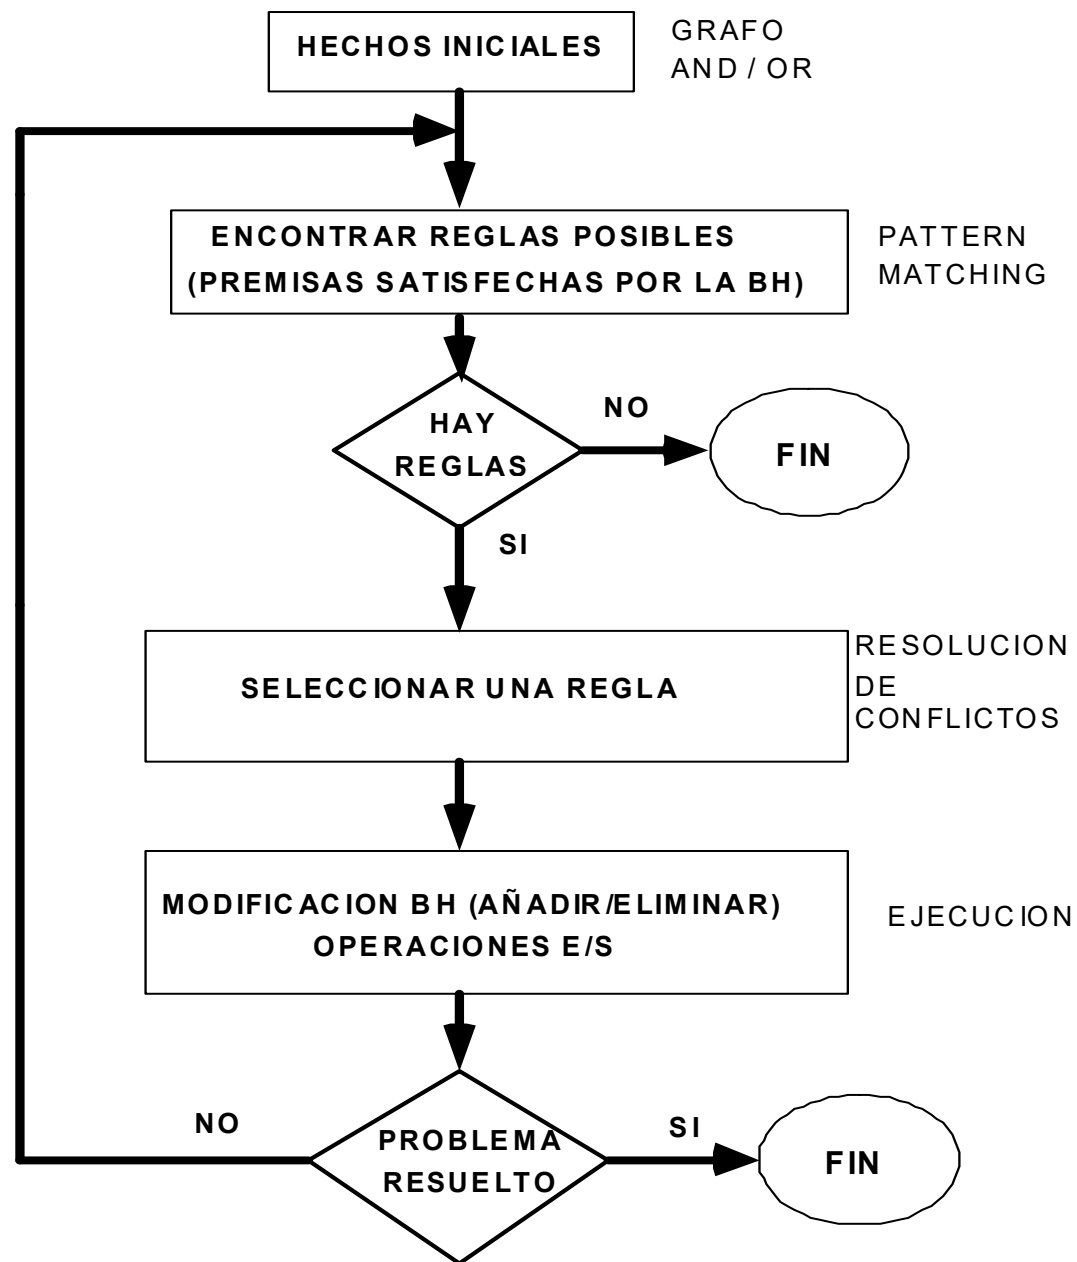 HECHOS INICIALES
GRAFO
AND / OR
ENCONTRAR REGLAS POSIBLES
(PREMISAS SATISFECHAS POR LA BH)
PATTERN
MATCHING
HAY
REGLAS
NO
FIN
SI
SELECCIONAR UNA REGLA
RESOLUCION
DE
CONFLICTOS
MODIFICACION BH (AÑADIR/ELIMINAR)
OPERACIONES E/S
EJECUCION
NO
PROBLEMA
RESUELTO
SI
FIN